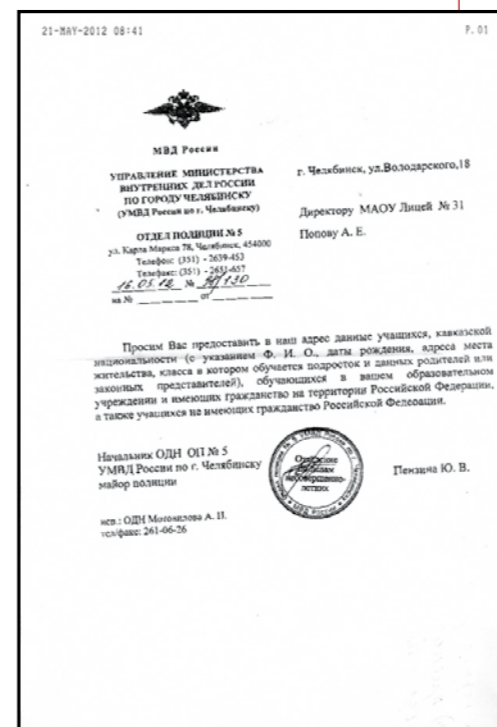 21-MAY-2012 08:41
P.01
МВД России
УПРАВЛЕНИЕ МИНИСТЕРСТВА
ВНУТРЕННИХ ДЕЛ РОССИИ
ПО ГОРОДУ ЧЕЛЯБИНСКУ
(УМВД России по г. Челябинску)
ОТДЕЛ ПОЛИЦИИ № 5
ул. Карла Маркса 78, Челябинск, 454000
Телефон: (351) - 2639-453
Телефакс: (351) - 2651-657
16.05.12 №
на № от
г. Челябинск, ул.Володарского,18
Директору МАОУ Лицей № 31
Попову А. Е.
Просим Вас предоставить в наш адрес данные учащихся, кавказской
национальности (с указанием Ф. И. О., даты рождения, адреса места
жительства, класса в котором обучается подросток и данных родителей или
законных представителей), обучающихся в вашем образовательном
учреждении и имеющих гражданство на территории Российской Федерации,
а также учащихся не имеющих гражданство Российской Федерации.
Начальник ОДН ОП № 5
УМВД России по г. Челябинску
майор полиции
Отделение
по делам
несовершенно-
летних
Пензина Ю. В.
исп.: ОДН
тел/факс: 261-06-26